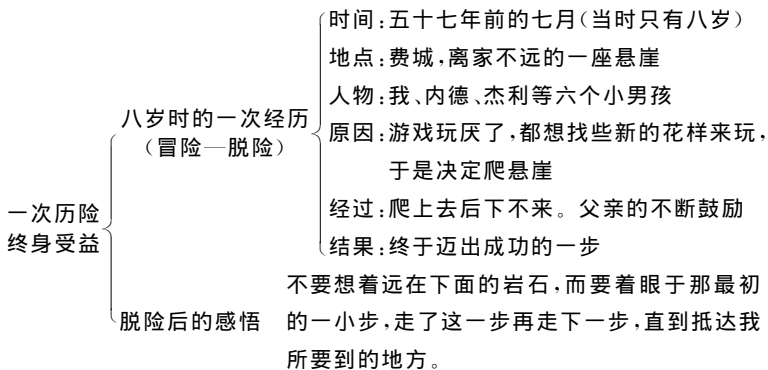 时间:五十七年前的七月(当时只有八岁)
地点:费城,离家不远的一座悬崖
人物:我、内德、杰利等六个小男孩
八岁时的一次经历
(冒险—脱险)
原因:游戏玩厌了,都想找些新的花样来玩,
于是决定爬悬崖
经过:爬上去后下不来。父亲的不断鼓励
结果:终于迈出成功的一步
一次历险
终身受益
脱险后的感悟
不要想着远在下面的岩石,而要着眼于那最初
的一小步,走了这一步再走下一步,直到抵达我
所要到的地方。